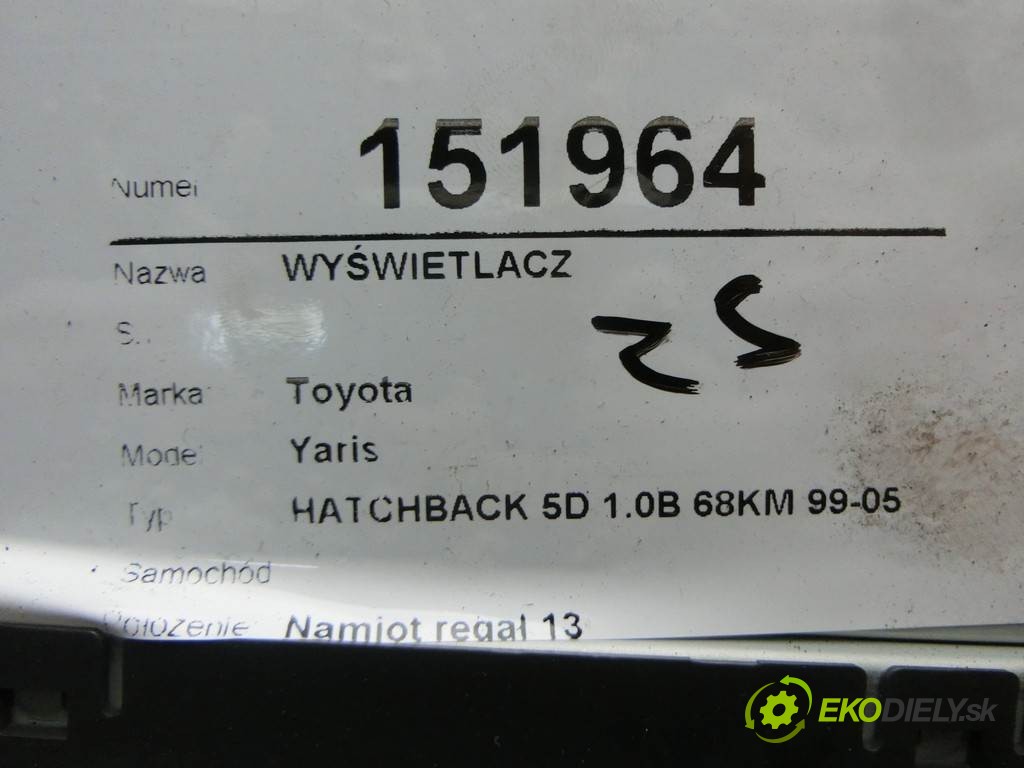 Numer 151964
Nazwa WYŚWIETLACZ
S..
Marka Toyota
Model Yaris
Typ HATCHBACK 5D 1.0B 68KM 99-05
Samochód
Położenie Namiot regał 13
EKODIELY.sk